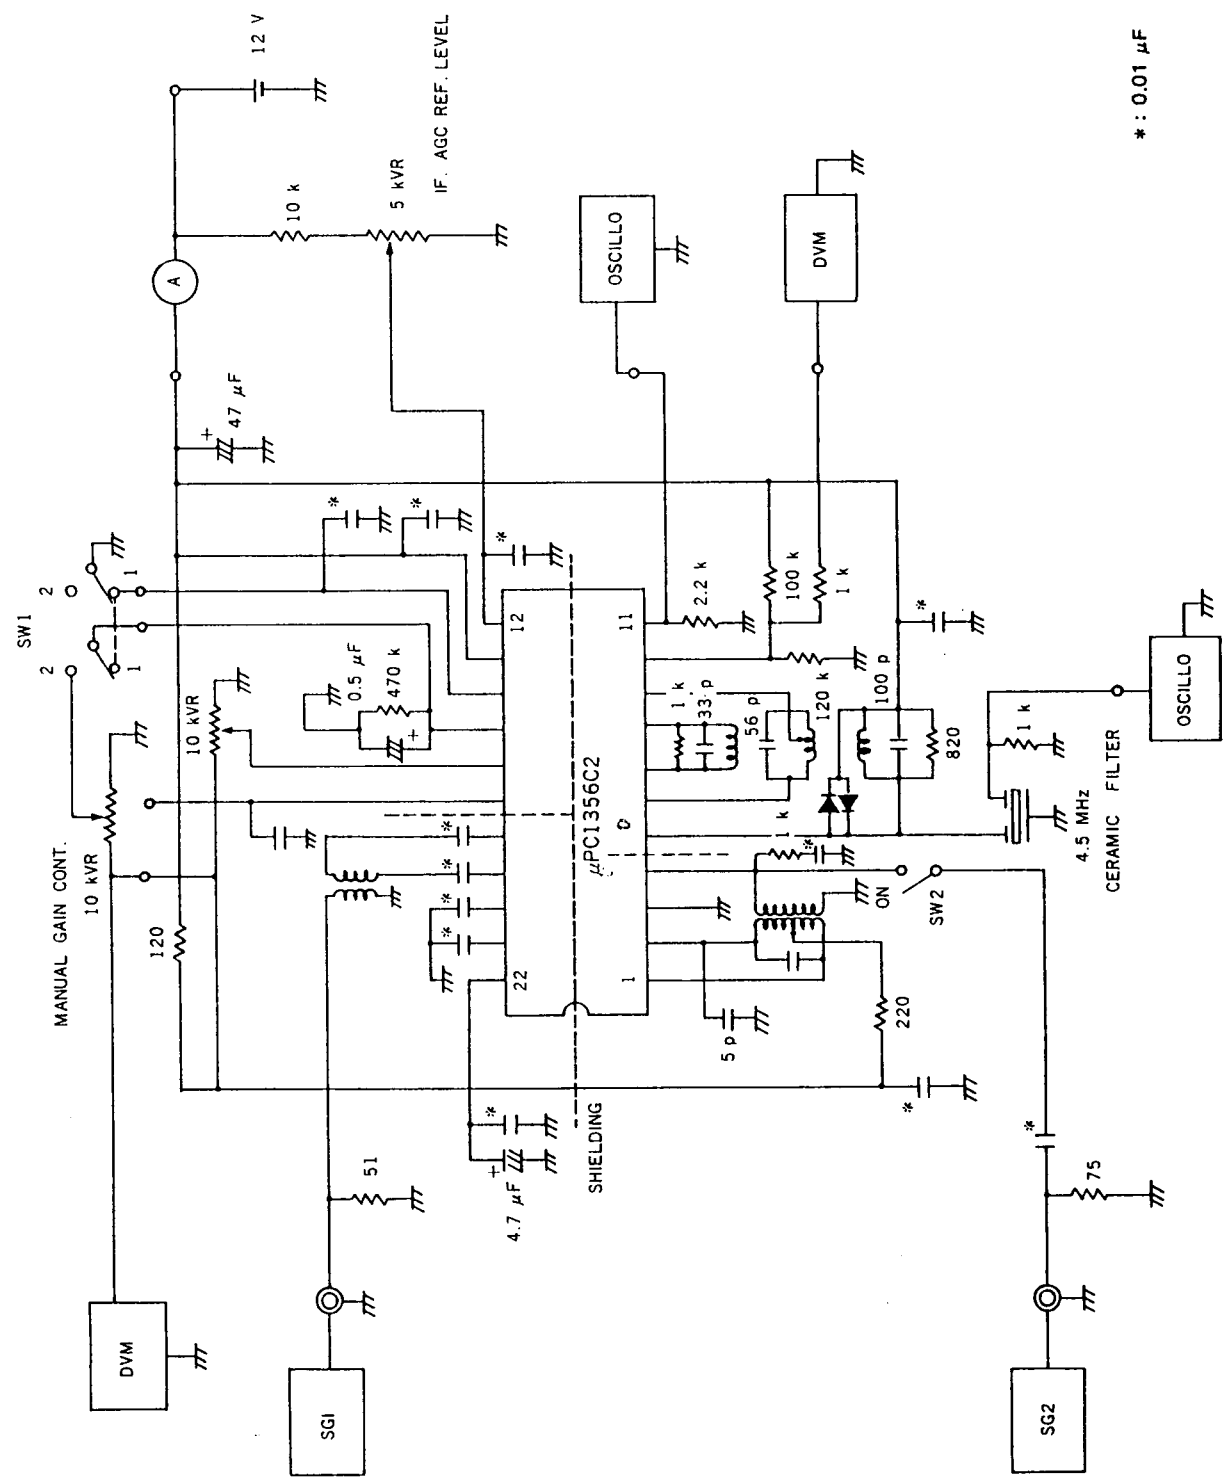 MANUAL GAIN CONT.
10 kVR
SW1
2
2
1
1
12 V
A
10 k
5 kVR
IF. AGC REF. LEVEL
47 μF
+
120
10 kVR
0.5 μF
470 k
+
*
*
*
*
*
*
*
22
12
μPC1356C2
D
1
11
SHIELDING
4.7 μF
+
*
51
DVM
SG1
OSCILLO
DVM
2.2 k
100 k
1 k
1 k
33 p
56 p
120 k
100 p
820
*
1 k
*
ON
SW2
5 p
220
*
4.5 MHz
CERAMIC FILTER
1 k
OSCILLO
*
75
SG2
* : 0.01 μF